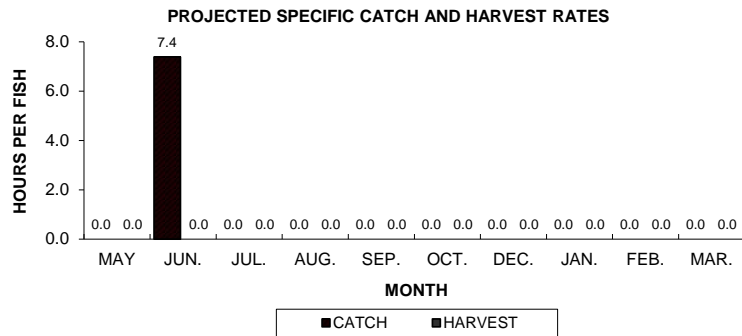 PROJECTED SPECIFIC CATCH AND HARVEST RATES
HOURS PER FISH
8.0
6.0
4.0
2.0
0.0
7.4
0.0 0.0 0.0 0.0 0.0 0.0 0.0 0.0 0.0 0.0 0.0 0.0 0.0 0.0 0.0 0.0 0.0 0.0 0.0
MAY JUN. JUL. AUG. SEP. OCT. DEC. JAN. FEB. MAR.
MONTH
CATCH HARVEST